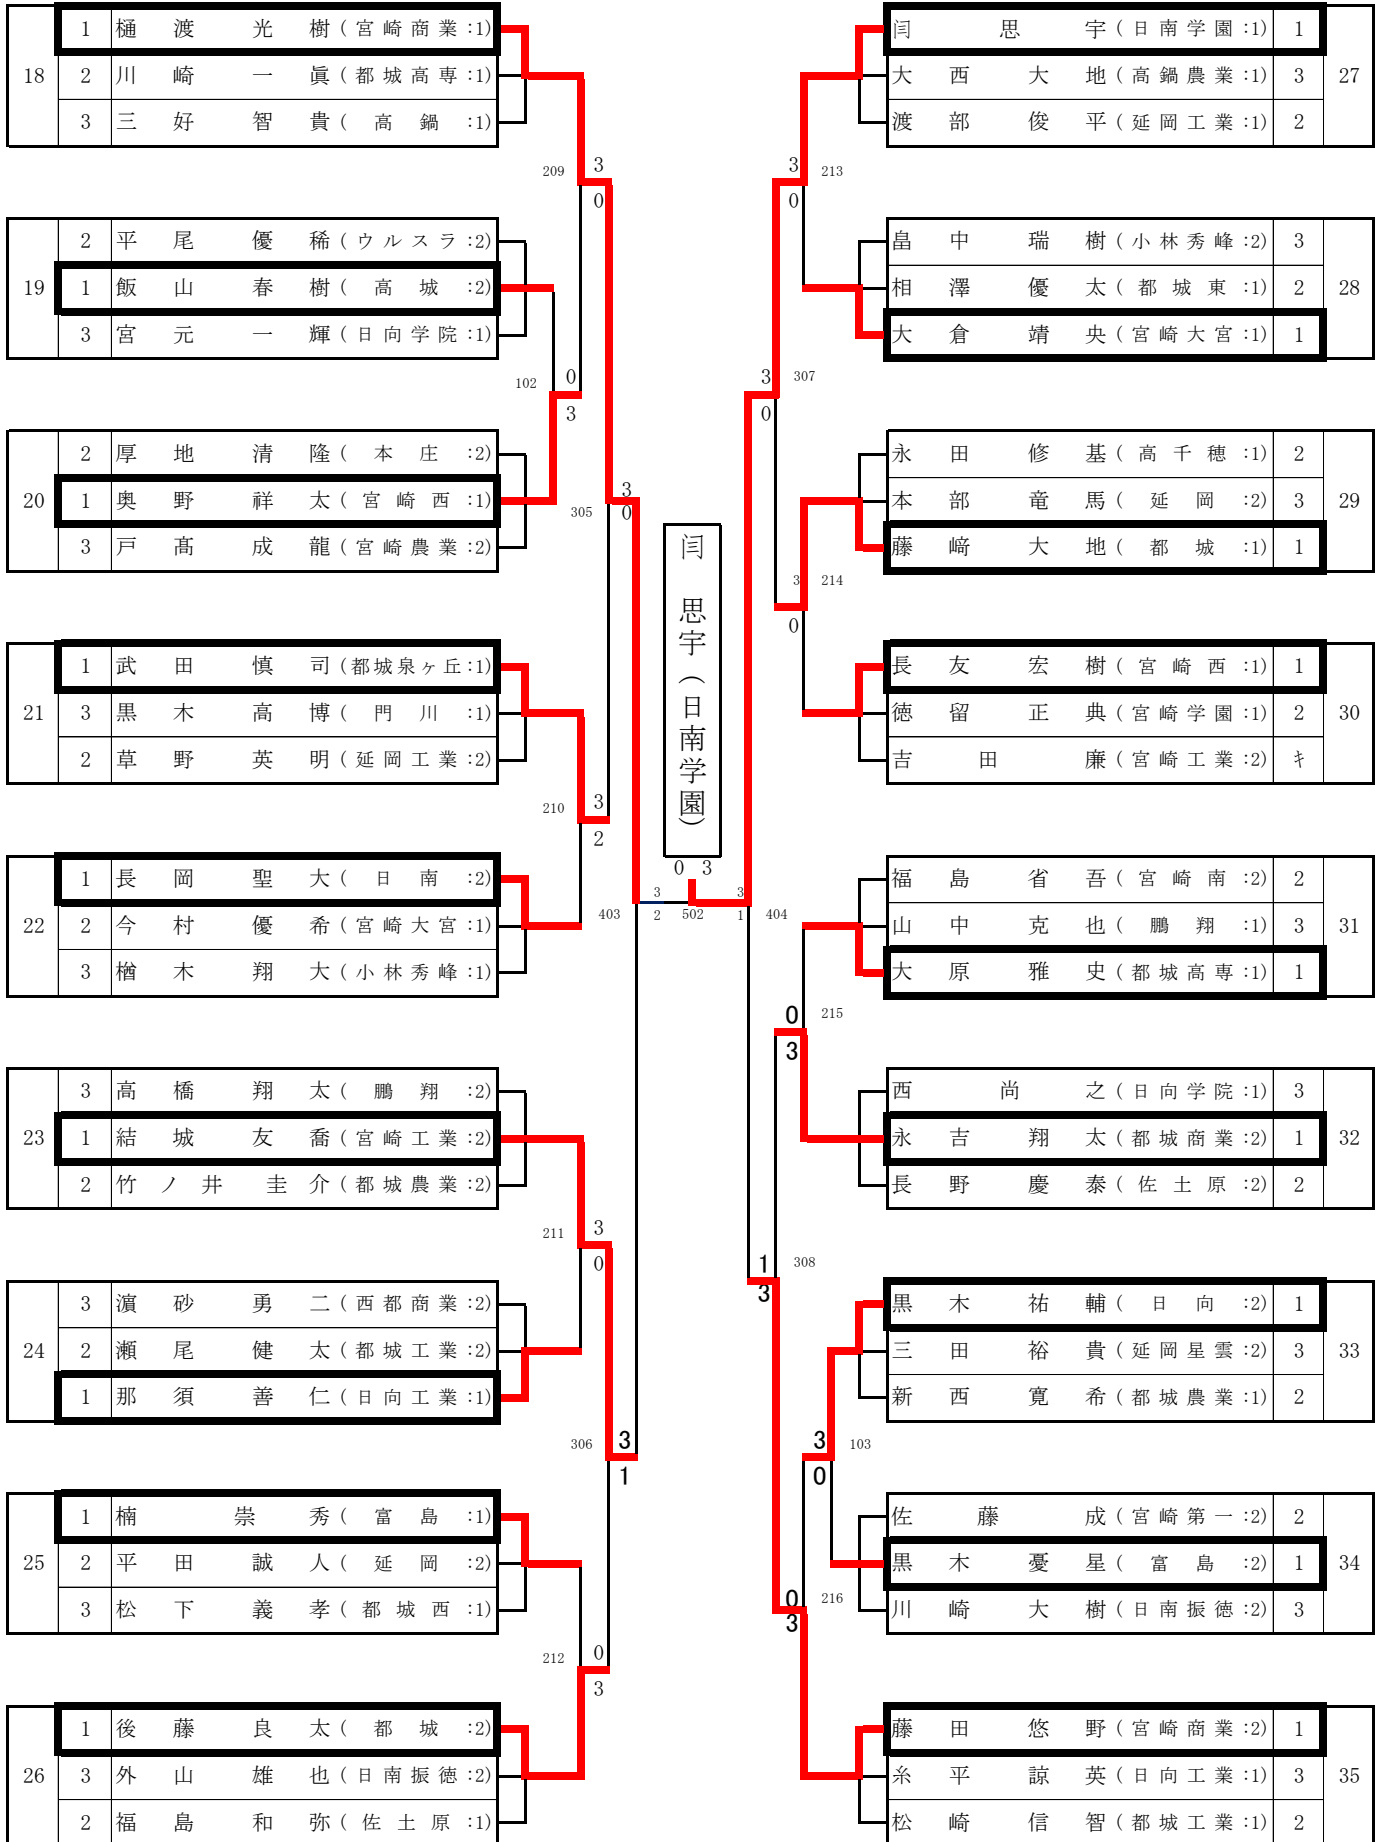 18
1 樋渡 光樹 (宮崎商業:1)
2 川崎 一眞 (都城高専:1)
3 三好 智貴 (高鍋:1)
209
3
0
19
2 平尾 優稀 (ウルスラ:2)
1 飯山 春樹 (高城:2)
3 宮元 一輝 (日向学院:1)
102
0
3
20
2 厚地 清隆 (本庄:2)
1 奥野 祥太 (宮崎西:1)
3 戸髙 成龍 (宮崎農業:2)
305
3
0
21
1 武田 慎司 (都城泉ヶ丘:1)
3 黒木 高博 (門川:1)
2 草野 英明 (延岡工業:2)
210
3
2
22
1 長岡 聖大 (日南:2)
2 今村 優希 (宮崎大宮:1)
3 楢木 翔大 (小林秀峰:1)
403
3
2
23
3 高橋 翔太 (鵬翔:2)
1 結城 友喬 (宮崎工業:2)
2 竹ノ井 圭介 (都城農業:2)
211
3
0
24
3 濵砂 勇二 (西都商業:2)
2 瀬尾 健太 (都城工業:2)
1 那須 善仁 (日向工業:1)
306
3
1
25
1 楠 崇秀 (富島:1)
2 平田 誠人 (延岡:2)
3 松下 義孝 (都城西:1)
212
0
3
26
1 後藤 良太 (都城:2)
3 外山 雄也 (日南振徳:2)
2 福島 和弥 (佐土原:1)
闫 思宇 (日南学園)
0 3
502
闫 思宇 (日南学園:1) 1
大西 大地 (高鍋農業:1) 3
渡部 俊平 (延岡工業:1) 2
27
3
0
213
畠中 瑞樹 (小林秀峰:2) 3
相澤 優太 (都城東:1) 2
大倉 靖央 (宮崎大宮:1) 1
28
3
0
307
永田 修基 (高千穂:1) 2
本部 竜馬 (延岡:2) 3
藤﨑 大地 (都城:1) 1
29
3
0
214
長友 宏樹 (宮崎西:1) 1
徳留 正典 (宮崎学園:1) 2
吉田 廉 (宮崎工業:2) キ
30
3
1
404
福島 省吾 (宮崎南:2) 2
山中 克也 (鵬翔:1) 3
大原 雅史 (都城高専:1) 1
31
0
3
215
西 尚之 (日向学院:1) 3
永吉 翔太 (都城商業:2) 1
長野 慶泰 (佐土原:2) 2
32
1
3
308
黒木 祐輔 (日向:2) 1
三田 裕貴 (延岡星雲:2) 3
新西 寛希 (都城農業:1) 2
33
3
0
103
佐藤 成 (宮崎第一:2) 2
黒木 憂星 (富島:2) 1
川崎 大樹 (日南振徳:2) 3
34
0
3
216
藤田 悠野 (宮崎商業:2) 1
糸平 諒英 (日向工業:1) 3
松崎 信智 (都城工業:1) 2
35